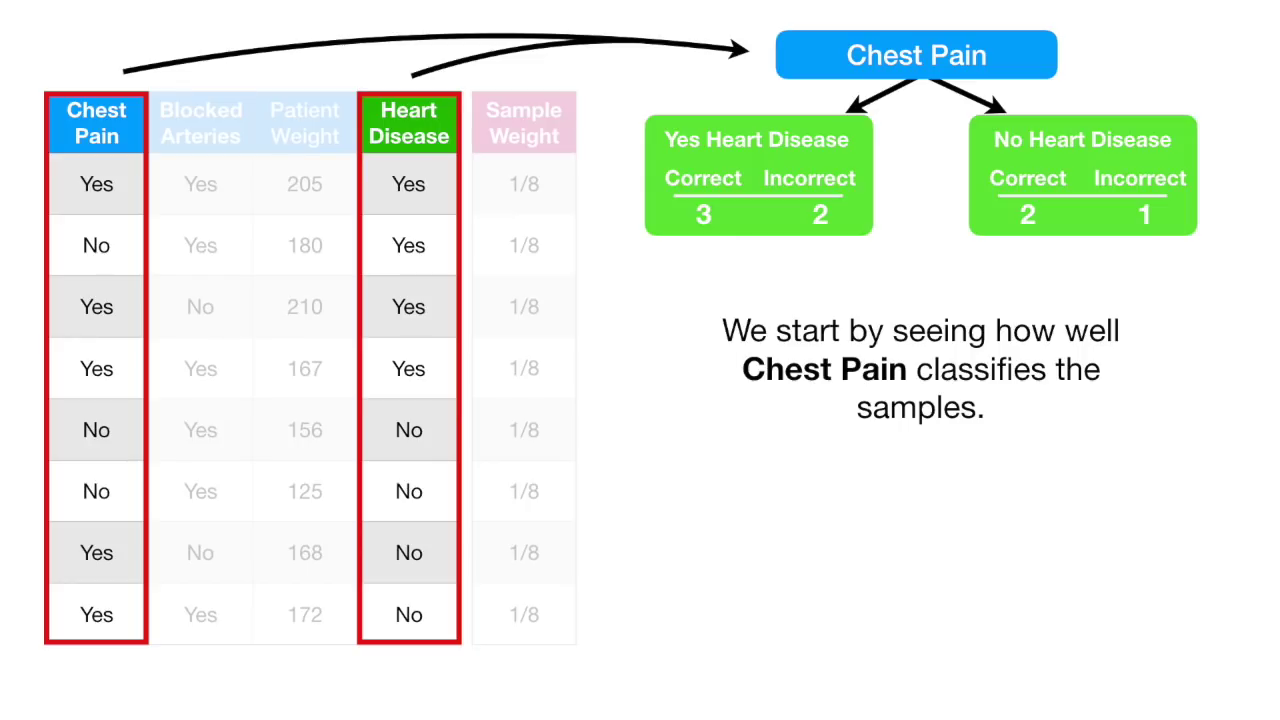 Chest Pain
Chest Blocked Patient Heart Sample
Pain Arteries Weight Disease Weight
Yes Yes 205 Yes 1/8
No Yes 180 Yes 1/8
Yes No 210 Yes 1/8
Yes Yes 167 Yes 1/8
No Yes 156 No 1/8
No Yes 125 No 1/8
Yes No 168 No 1/8
Yes Yes 172 No 1/8
Yes Heart Disease
Correct Incorrect
3 2
No Heart Disease
Correct Incorrect
2 1
We start by seeing how well
Chest Pain classifies the
samples.